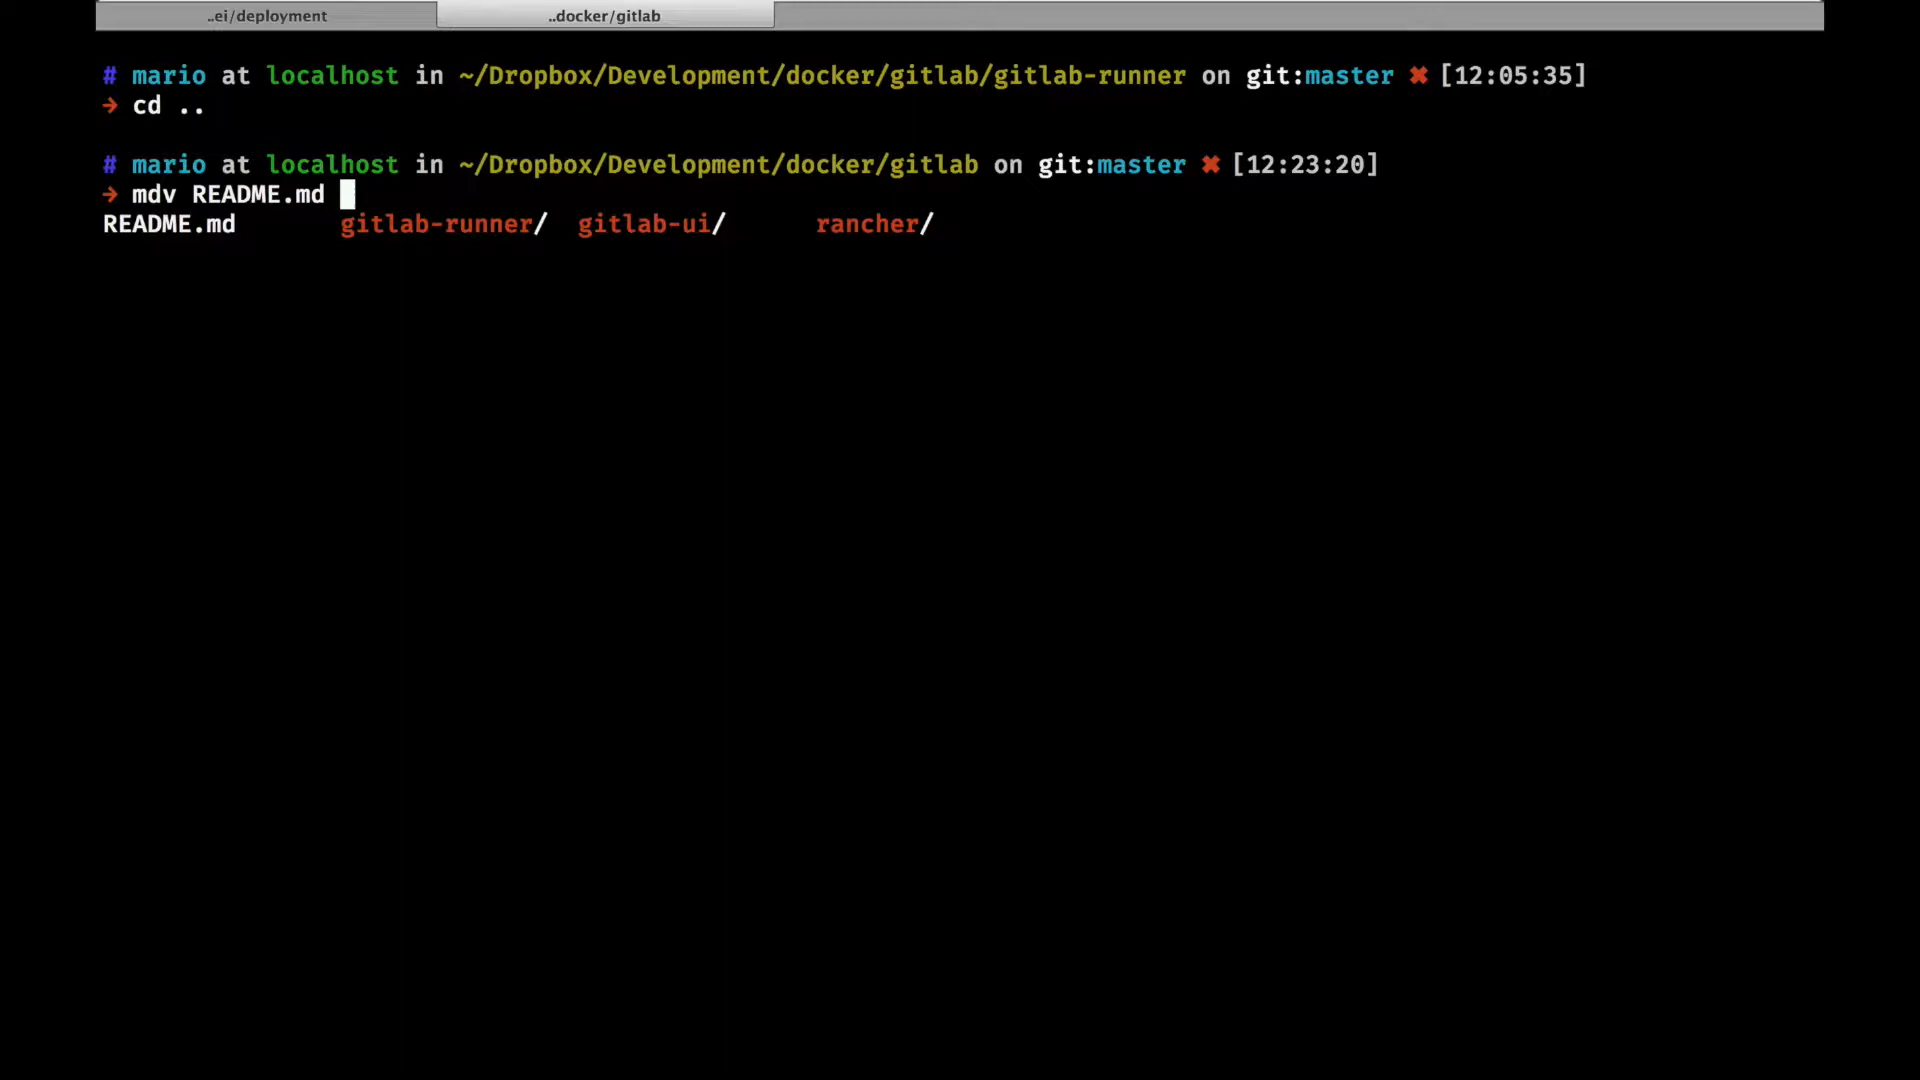 ..ei/deployment ..docker/gitlab
# mario at localhost in ~/Dropbox/Development/docker/gitlab/gitlab-runner on git:master ✖ [12:05:35]
→ cd ..
# mario at localhost in ~/Dropbox/Development/docker/gitlab on git:master ✖ [12:23:20]
→ mdv README.md
README.md gitlab-runner/ gitlab-ui/ rancher/